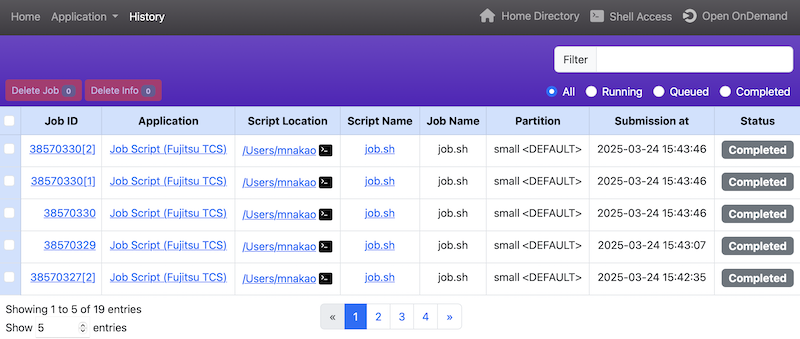 Home Application History Home Directory Shell Access Open OnDemand
Filter
Delete Job 0 Delete Info 0 All Running Queued Completed
Job ID Application Script Location Script Name Job Name Partition Submission at Status
38570330[2] Job Script (Fujitsu TCS) /Users/mnakao job.sh job.sh small <DEFAULT> 2025-03-24 15:43:46 Completed
38570330[1] Job Script (Fujitsu TCS) /Users/mnakao job.sh job.sh small <DEFAULT> 2025-03-24 15:43:46 Completed
38570330 Job Script (Fujitsu TCS) /Users/mnakao job.sh job.sh small <DEFAULT> 2025-03-24 15:43:46 Completed
38570329 Job Script (Fujitsu TCS) /Users/mnakao job.sh job.sh small <DEFAULT> 2025-03-24 15:43:07 Completed
38570327[2] Job Script (Fujitsu TCS) /Users/mnakao job.sh job.sh small <DEFAULT> 2025-03-24 15:42:35 Completed
Showing 1 to 5 of 19 entries
« 1 2 3 4 »
Show 5 entries